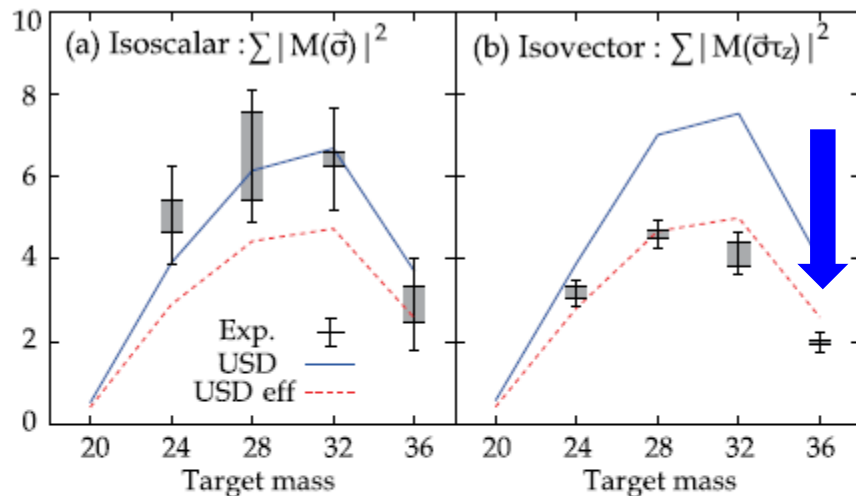 (a) Isoscalar : ∑ | M(σ⃗) |²
(b) Isovector : ∑ | M(σ⃗τz) |²
10
8
6
4
2
0
Exp.
USD
USD eff
20 24 28 32 36
20 24 28 32 36
Target mass
Target mass